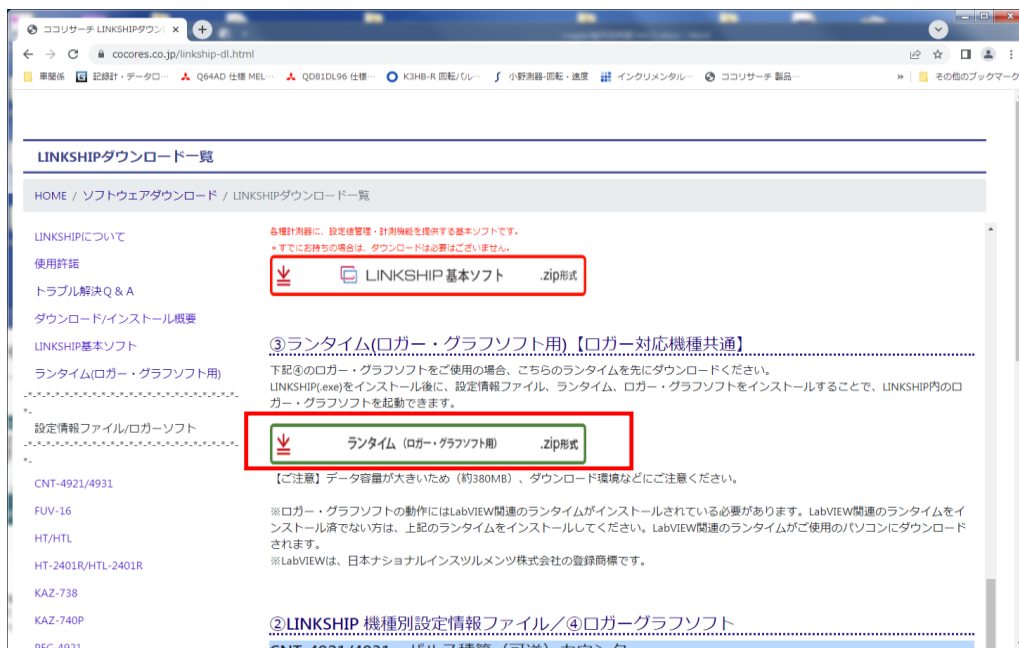 ココリサーチ LINKSHIPダウン
cocores.co.jp/linkship-dl.html
車関係
記録計・データロ…
Q64AD 仕様 MEL…
QD81DL96 仕様…
K3HB-R 回転/パル…
小野測器-回転・速度
インクリメンタル…
ココリサーチ 製品…
»
その他のブックマーク
LINKSHIPダウンロード一覧
HOME / ソフトウェアダウンロード / LINKSHIPダウンロード一覧
LINKSHIPについて
使用許諾
トラブル解決Q & A
ダウンロード/インストール概要
LINKSHIP基本ソフト
ランタイム(ロガー・グラフソフト用)
-*-*-*-*-*-*-*-*-*-*-*-*-*-*-*-*-*-*-*-*-
*-
設定情報ファイル/ロガーソフト
-*-*-*-*-*-*-*-*-*-*-*-*-*-*-*-*-*-*-*-*-
*-
CNT-4921/4931
FUV-16
HT/HTL
HT-2401R/HTL-2401R
KAZ-738
KAZ-740P
各種計測器に、設定値管理・計測機能を提供する基本ソフトです。
*すでにお持ちの場合は、ダウンロードは必要はございません。
LINKSHIP 基本ソフト .zip形式
③ランタイム(ロガー・グラフソフト用)【ロガー対応機種共通】
下記④のロガー・グラフソフトをご使用の場合、こちらのランタイムを先にダウンロードください。
LINKSHIP(.exe)をインストール後に、設定情報ファイル、ランタイム、ロガー・グラフソフトをインストールすることで、LINKSHIP内のロ
ガー・グラフソフトを起動できます。
ランタイム（ロガー・グラフソフト用） .zip形式
【ご注意】データ容量が大きいため（約380MB）、ダウンロード環境などにご注意ください。
※ロガー・グラフソフトの動作にはLabVIEW関連のランタイムがインストールされている必要があります。LabVIEW関連のランタイムをイ
ンストール済でない方は、上記のランタイムをインストールしてください。LabVIEW関連のランタイムがご使用のパソコンにダウンロード
されます。
※LabVIEWは、日本ナショナルインスツルメンツ株式会社の登録商標です。
②LINKSHIP 機種別設定情報ファイル／④ロガーグラフソフト